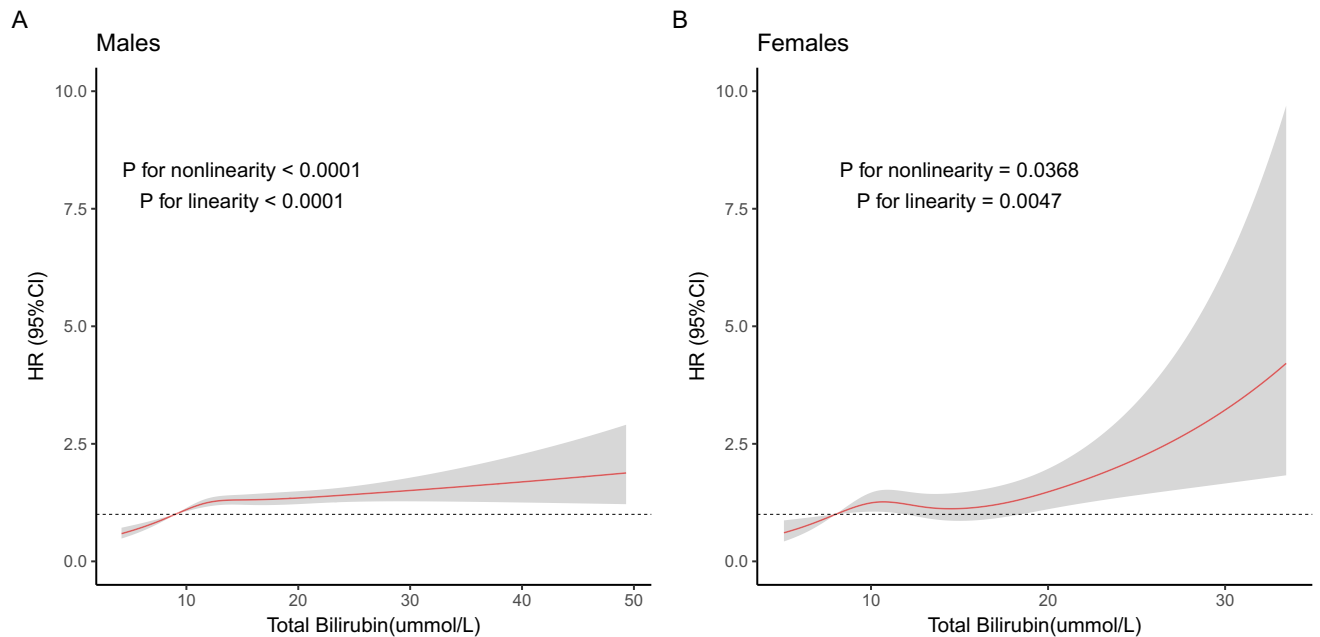 A
Males
10.0
7.5
5.0
2.5
0.0
HR (95%CI)
P for nonlinearity < 0.0001
P for linearity < 0.0001
10
20
30
40
50
Total Bilirubin(ummol/L)
B
Females
10.0
7.5
5.0
2.5
0.0
HR (95%CI)
P for nonlinearity = 0.0368
P for linearity = 0.0047
10
20
30
Total Bilirubin(ummol/L)